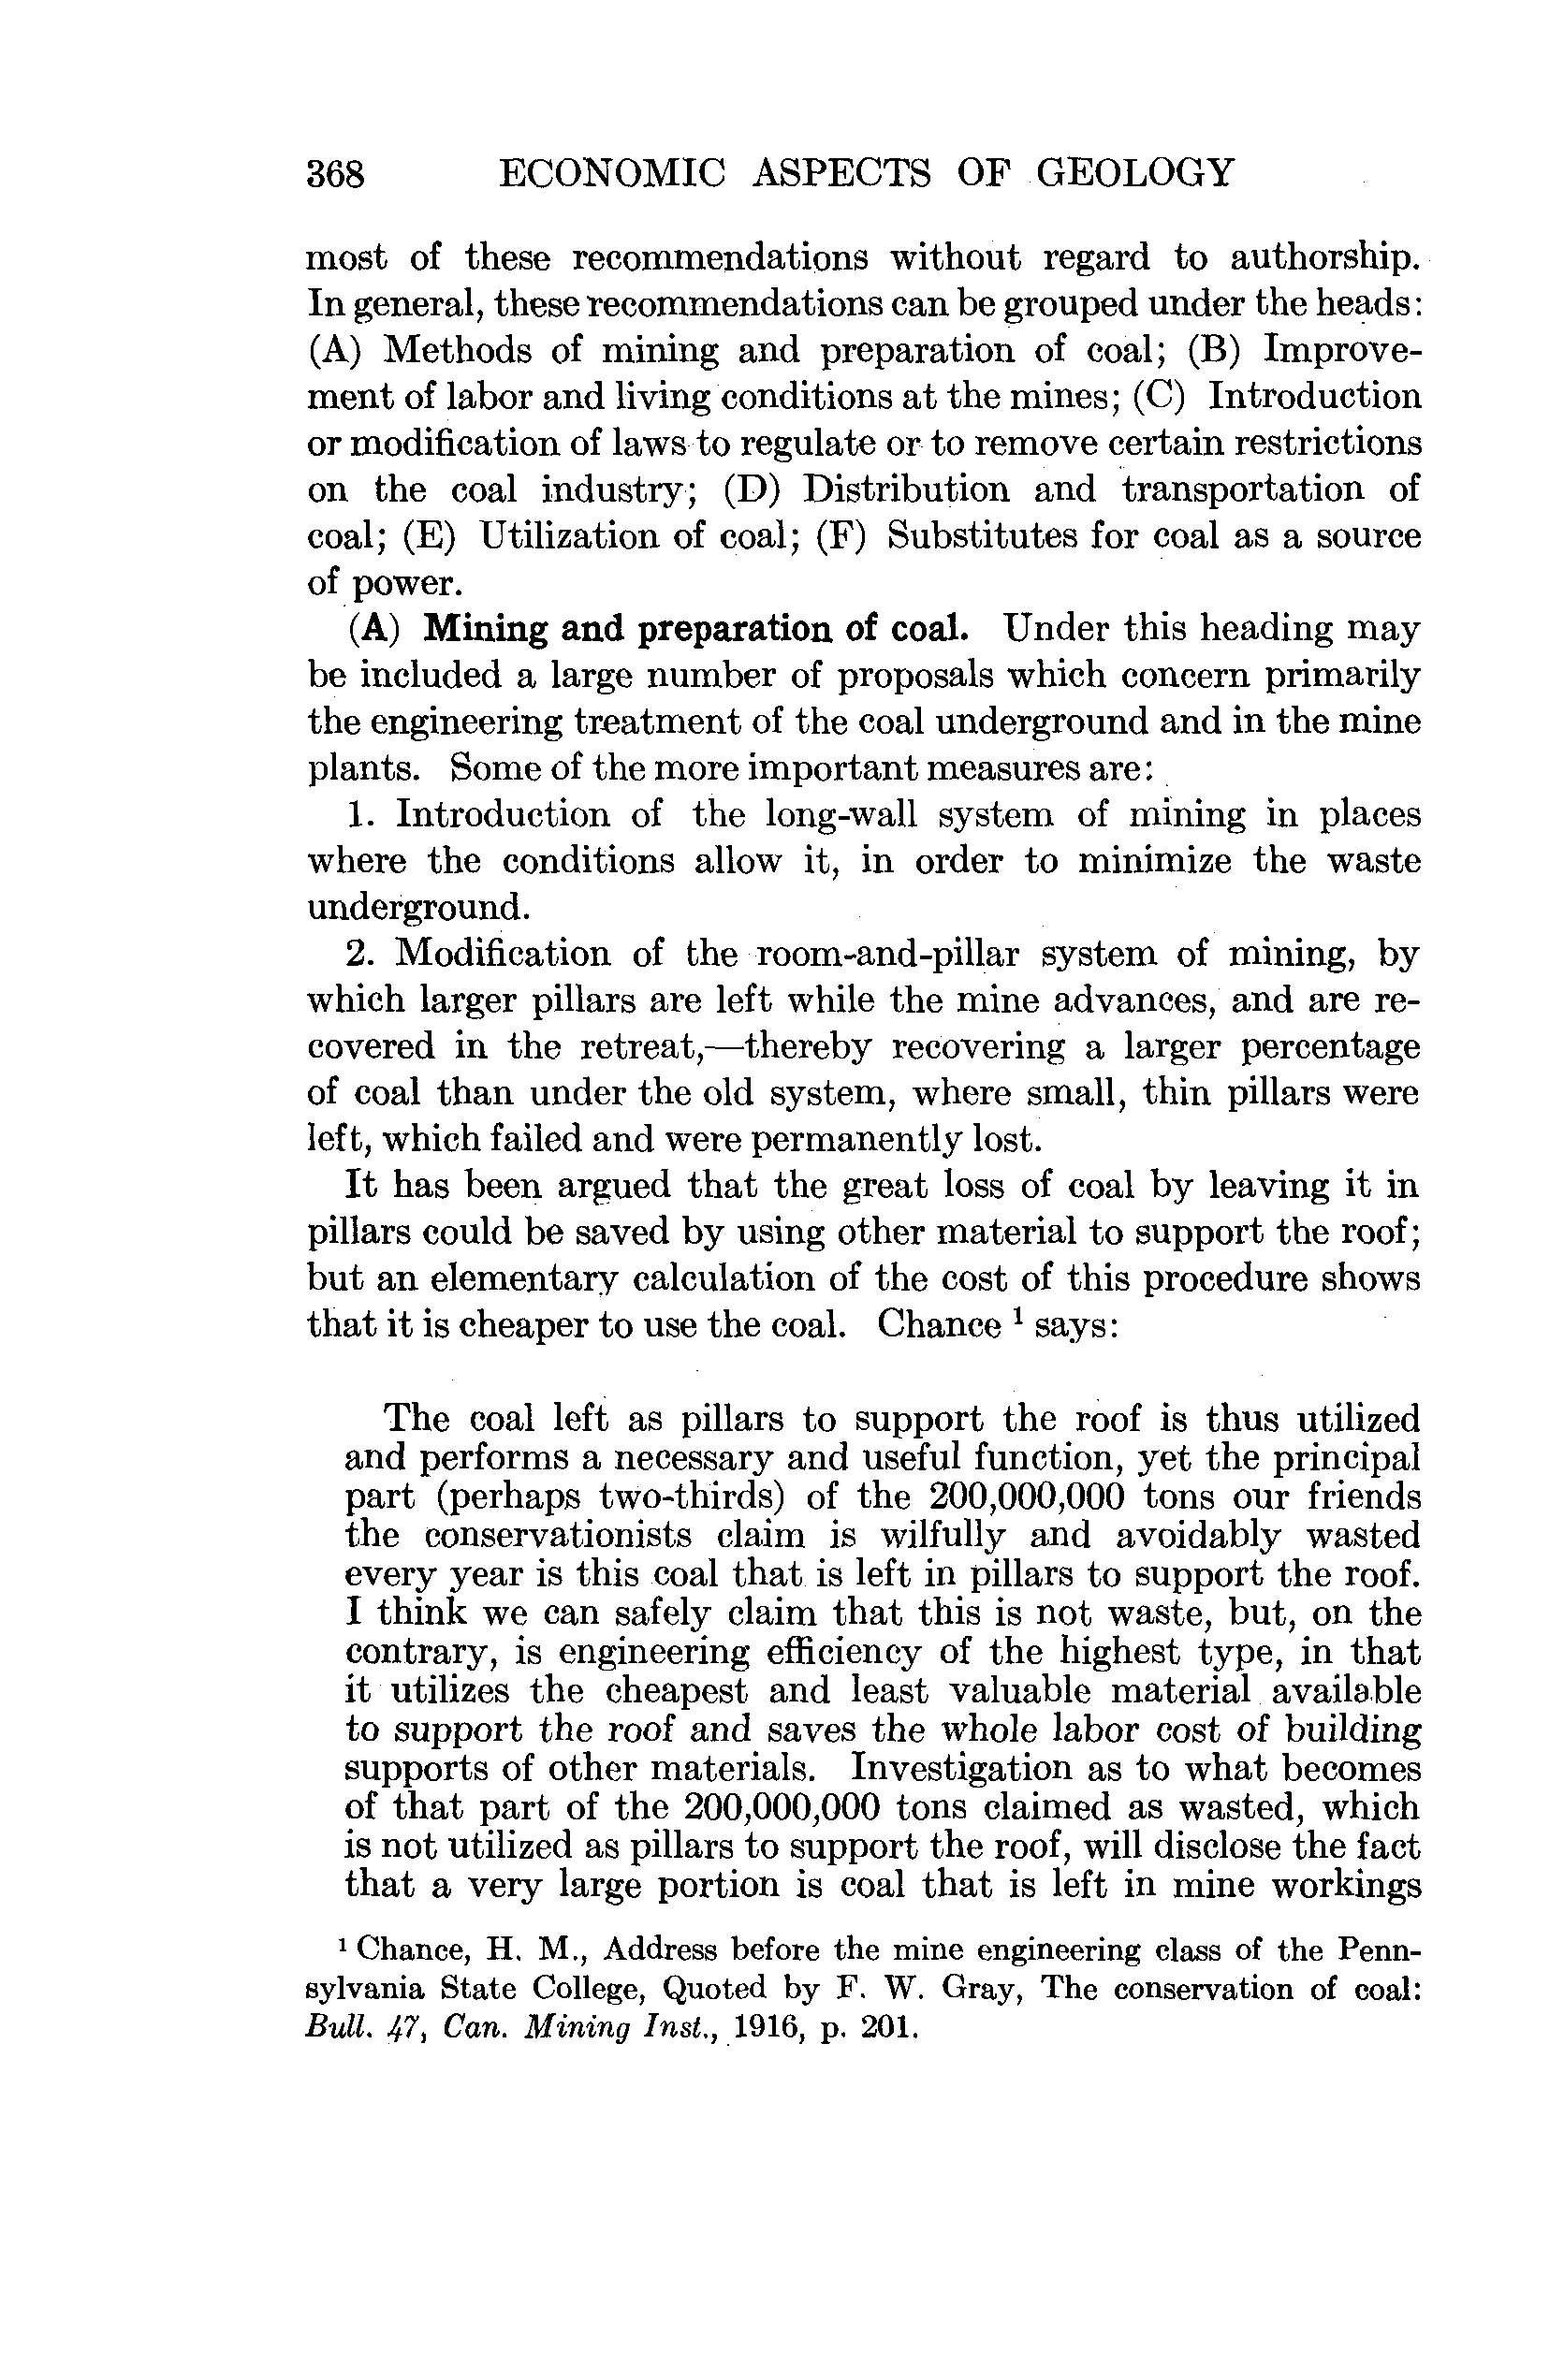 368 ECONOMIC ASPECTS OF GEOLOGY
most of these recommendations without regard to authorship.
In general, these recommendations can be grouped under the heads:
(A) Methods of mining and preparation of coal; (B) Improve-
ment of labor and living conditions at the mines; (C) Introduction
or modification of laws to regulate or to remove certain restrictions
on the coal industry; (D) Distribution and transportation of
coal; (E) Utilization of coal; (F) Substitutes for coal as a source
of power.
(A) Mining and preparation of coal. Under this heading may
be included a large number of proposals which concern primarily
the engineering treatment of the coal underground and in the mine
plants. Some of the more important measures are:
1. Introduction of the long-wall system of mining in places
where the conditions allow it, in order to minimize the waste
underground.
2. Modification of the room-and-pillar system of mining, by
which larger pillars are left while the mine advances, and are re-
covered in the retreat,—thereby recovering a larger percentage
of coal than under the old system, where small, thin pillars were
left, which failed and were permanently lost.
It has been argued that the great loss of coal by leaving it in
pillars could be saved by using other material to support the roof;
but an elementary calculation of the cost of this procedure shows
that it is cheaper to use the coal. Chance ¹ says:
The coal left as pillars to support the roof is thus utilized
and performs a necessary and useful function, yet the principal
part (perhaps two-thirds) of the 200,000,000 tons our friends
the conservationists claim is wilfully and avoidably wasted
every year is this coal that is left in pillars to support the roof.
I think we can safely claim that this is not waste, but, on the
contrary, is engineering efficiency of the highest type, in that
it utilizes the cheapest and least valuable material available
to support the roof and saves the whole labor cost of building
supports of other materials. Investigation as to what becomes
of that part of the 200,000,000 tons claimed as wasted, which
is not utilized as pillars to support the roof, will disclose the fact
that a very large portion is coal that is left in mine workings
¹ Chance, H. M., Address before the mine engineering class of the Penn-
sylvania State College, Quoted by F. W. Gray, The conservation of coal:
Bull. 47, Can. Mining Inst., 1916, p. 201.